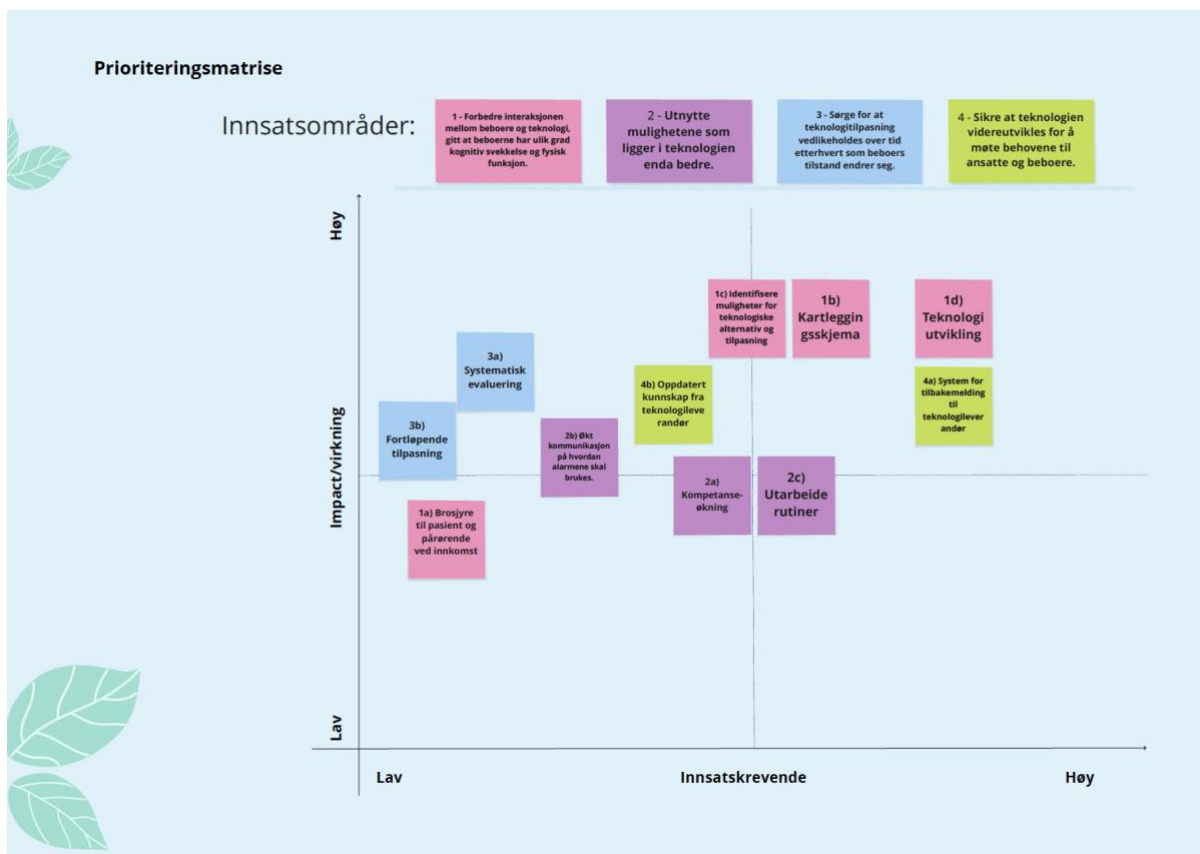 Prioriteringsmatrise
Innsatsområder:
1 - Forbedre interaksjonen
mellom beboere og teknologi,
gitt at beboerne har ulik grad
kognitiv svekkelse og fysisk
funksjon.
2 - Utnytte
mulighetene som
ligger i teknologien
enda bedre.
3 - Sørge for at
teknologitilpasning
vedlikeholdes over tid
etterhvert som beboers
tilstand endrer seg.
4 - Sikre at teknologien
videreutvikles for å
møte behovene til
ansatte og beboere.
Høy
Impact/virkning
Lav
1c) Identifisere
muligheter for
teknologiske
alternativ og
tilpasning
1b)
Kartleggin
gsskjema
1d)
Teknologi
utvikling
3a)
Systematisk
evaluering
4b) Oppdatert
kunnskap fra
teknologileve
randør
4a) System for
tilbakemelding
til
teknologilever
andør
3b)
Fortløpende
tilpasning
2b) Økt
kommunikasjon
på hvordan
alarmene skal
brukes.
2a)
Kompetanse-
økning
2c)
Utarbeide
rutiner
1a) Brosjyre
til pasient og
pårørende
ved innkomst
Lav
Innsatskrevende
Høy